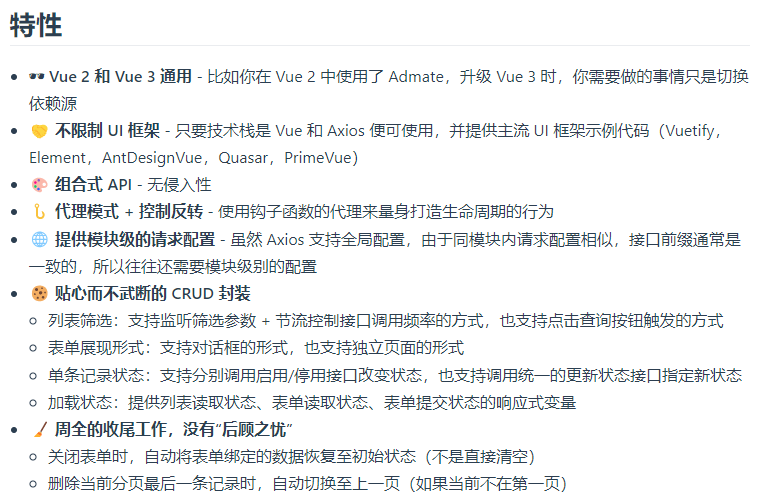 特性
🕶️ Vue 2 和 Vue 3 通用 - 比如你在 Vue 2 中使用了 Admate，升级 Vue 3 时，你需要做的事情只是切换
依赖源
🤝 不限制 UI 框架 - 只要技术栈是 Vue 和 Axios 便可使用，并提供主流 UI 框架示例代码（Vuetify，
Element，AntDesignVue，Quasar，PrimeVue）
🎨 组合式 API - 无侵入性
🪝 代理模式 + 控制反转 - 使用钩子函数的代理来量身打造生命周期的行为
🌐 提供模块级的请求配置 - 虽然 Axios 支持全局配置，由于同模块内请求配置相似，接口前缀通常是
一致的，所以往往还需要模块级别的配置
🍪 贴心而不武断的 CRUD 封装
列表筛选：支持监听筛选参数 + 节流控制接口调用频率的方式，也支持点击查询按钮触发的方式
表单展现形式：支持对话框的形式，也支持独立页面的形式
单条记录状态：支持分别调用启用/停用接口改变状态，也支持调用统一的更新状态接口指定新状态
加载状态：提供列表读取状态、表单读取状态、表单提交状态的响应式变量
🖌️ 周全的收尾工作，没有“后顾之忧”
关闭表单时，自动将表单绑定的数据恢复至初始状态（不是直接清空）
删除当前分页最后一条记录时，自动切换至上一页（如果当前不在第一页）